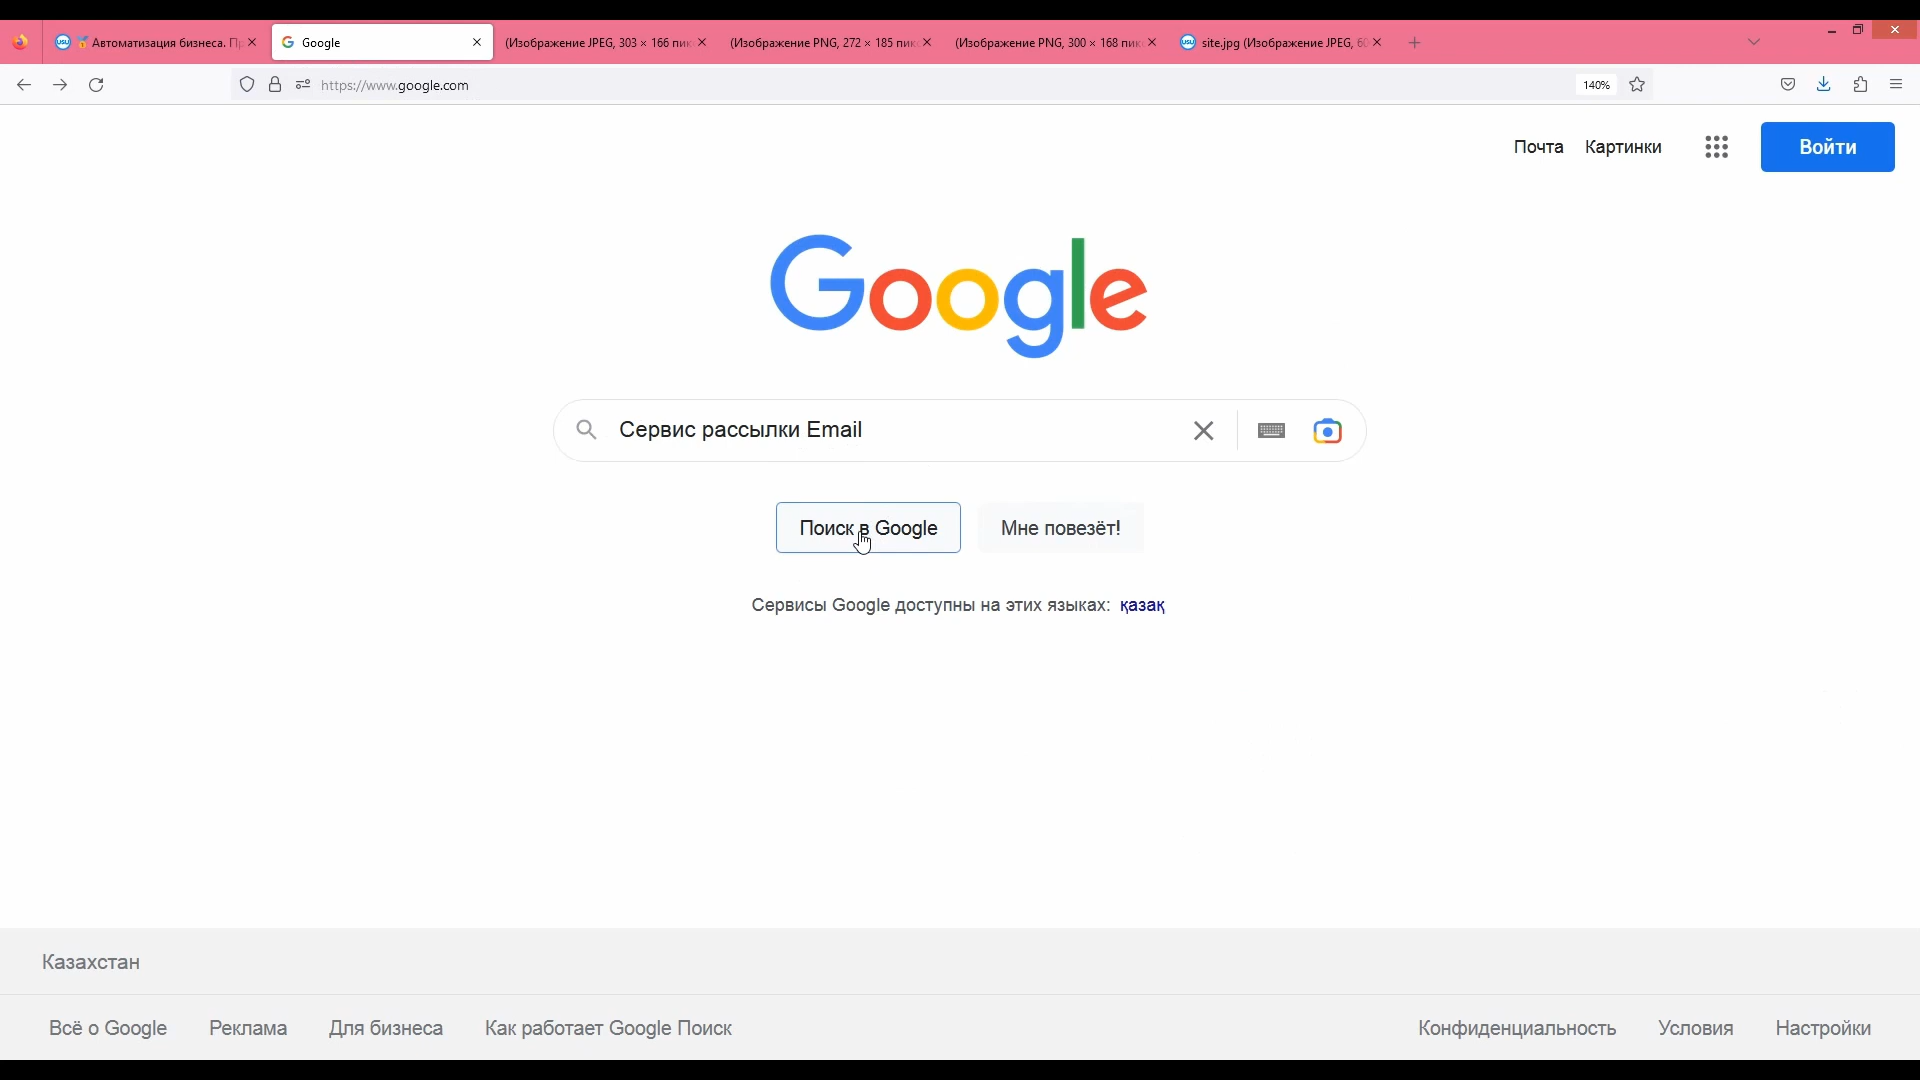 USU Автоматизация бизнеса. П
Google
(Изображение JPEG, 303 × 166 пик
(Изображение PNG, 272 × 185 пик
(Изображение PNG, 300 × 168 пик
USU site.jpg (Изображение JPEG, 60
https://www.google.com
140%
Почта Картинки Войти
Google
Сервис рассылки Email
Поиск в Google Мне повезёт!
Сервисы Google доступны на этих языках: қазақ
Казахстан
Всё о Google Реклама Для бизнеса Как работает Google Поиск Конфиденциальность Условия Настройки